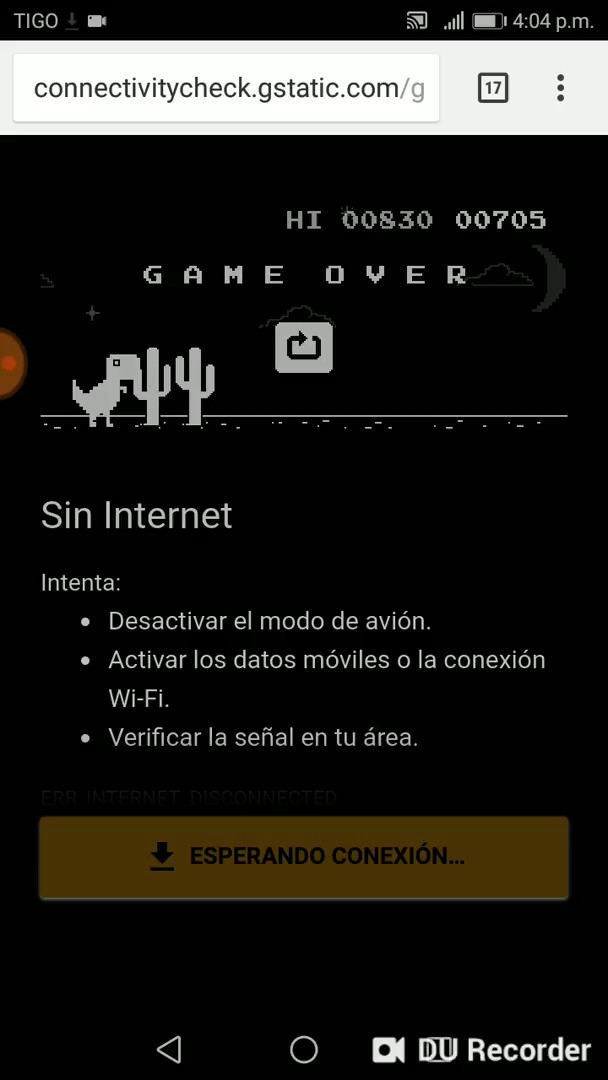 TIGO 4:04 p.m.
connectivitycheck.gstatic.com/g 17
HI 00830 00705
GAME OVER
Sin Internet
Intenta:
Desactivar el modo de avión.
Activar los datos móviles o la conexión
Wi-Fi.
Verificar la señal en tu área.
ERR_INTERNET_DISCONNECTED
ESPERANDO CONEXIÓN...
DU Recorder